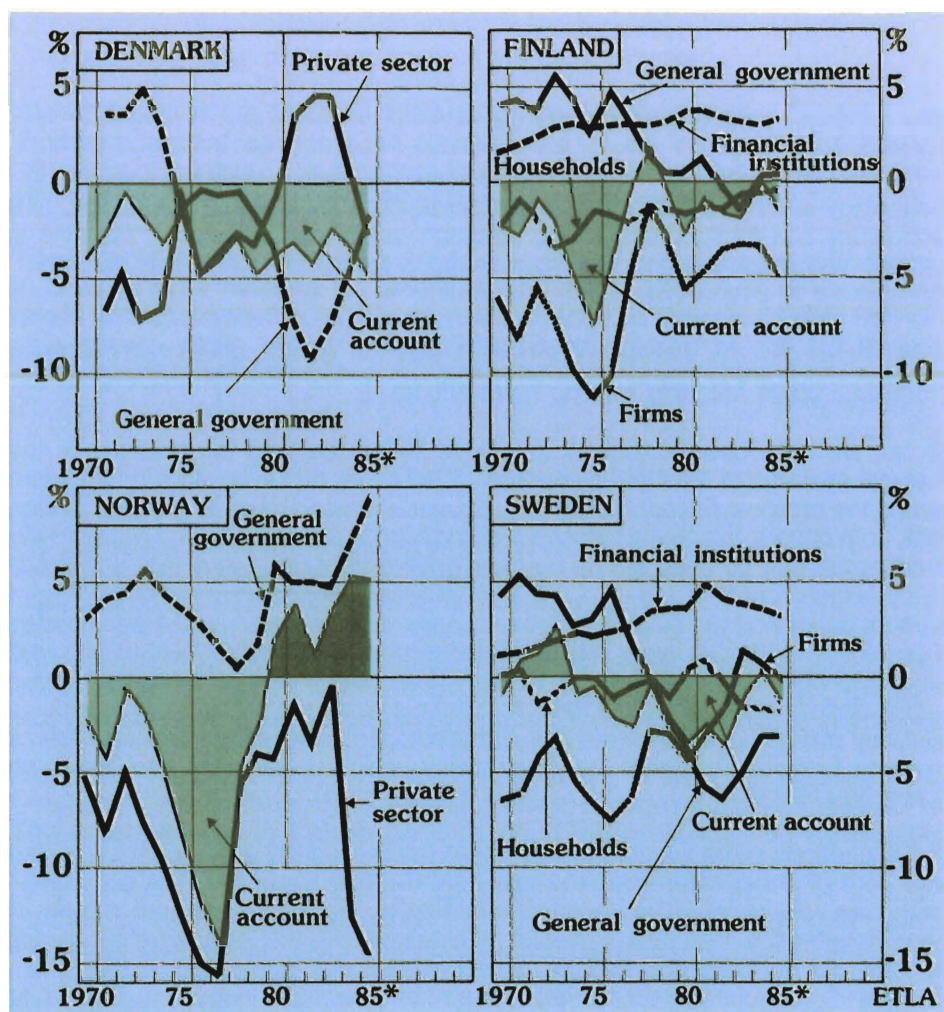 % DENMARK
Private sector
5
0
-5
-10
Current
account
General government
1970 75 80 85*
FINLAND %
General government
5
Financial
institutions
Households
0
-5
Current account
Firms
-10
1970 75 80 85*
% NORWAY
General
government
5
0
-5
Private
sector
-10
Current
account
-15
1970 75 80 85*
SWEDEN %
Financial institutions
5
Firms
0
-5
Current account
Households
-10
General government
-15
1970 75 80 85* ETLA